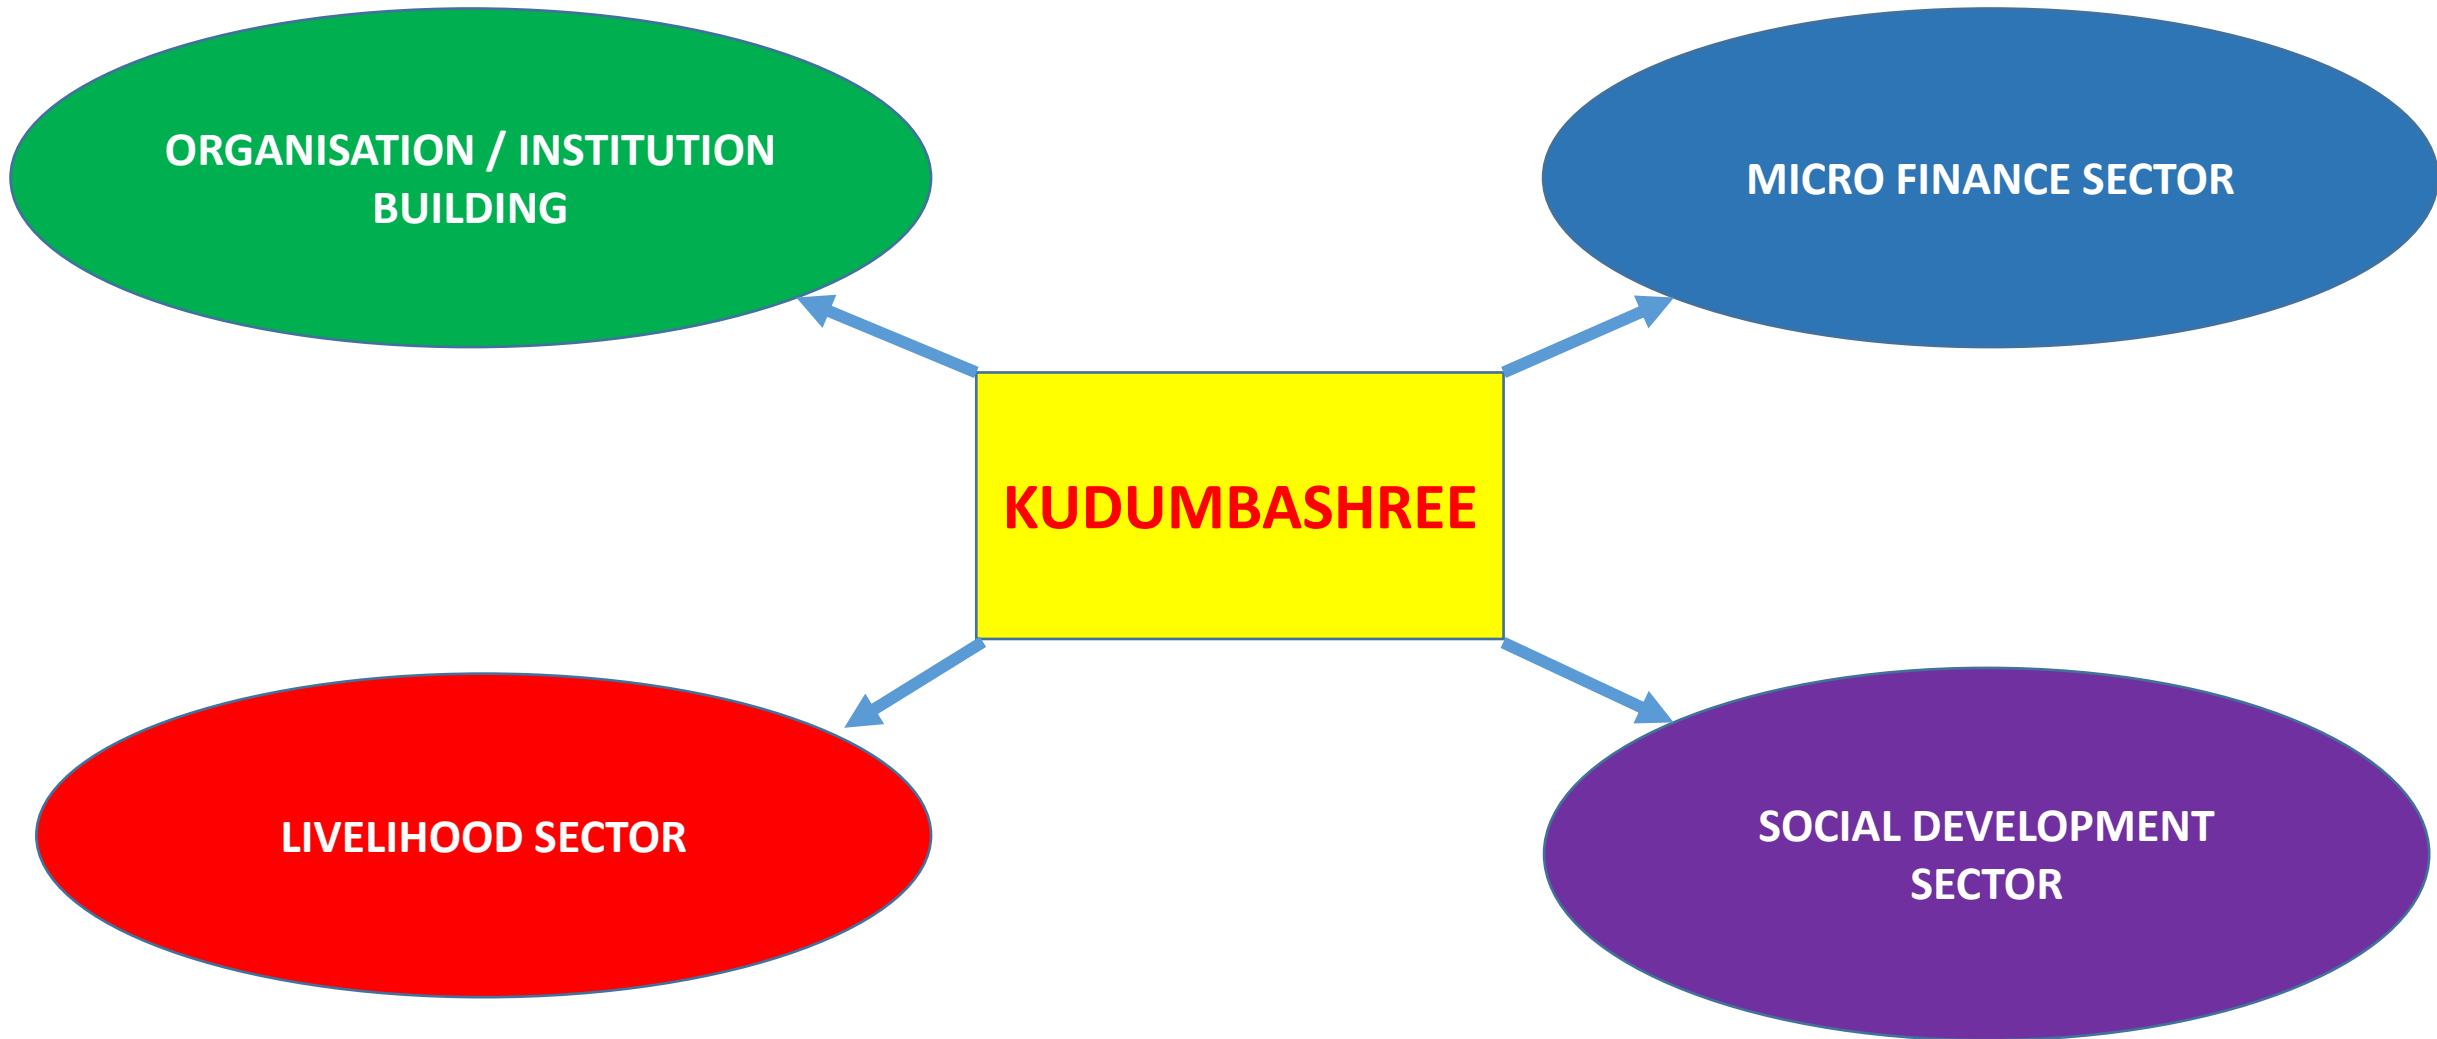 ORGANISATION / INSTITUTION
BUILDING
MICRO FINANCE SECTOR
KUDUMBASHREE
LIVELIHOOD SECTOR
SOCIAL DEVELOPMENT
SECTOR